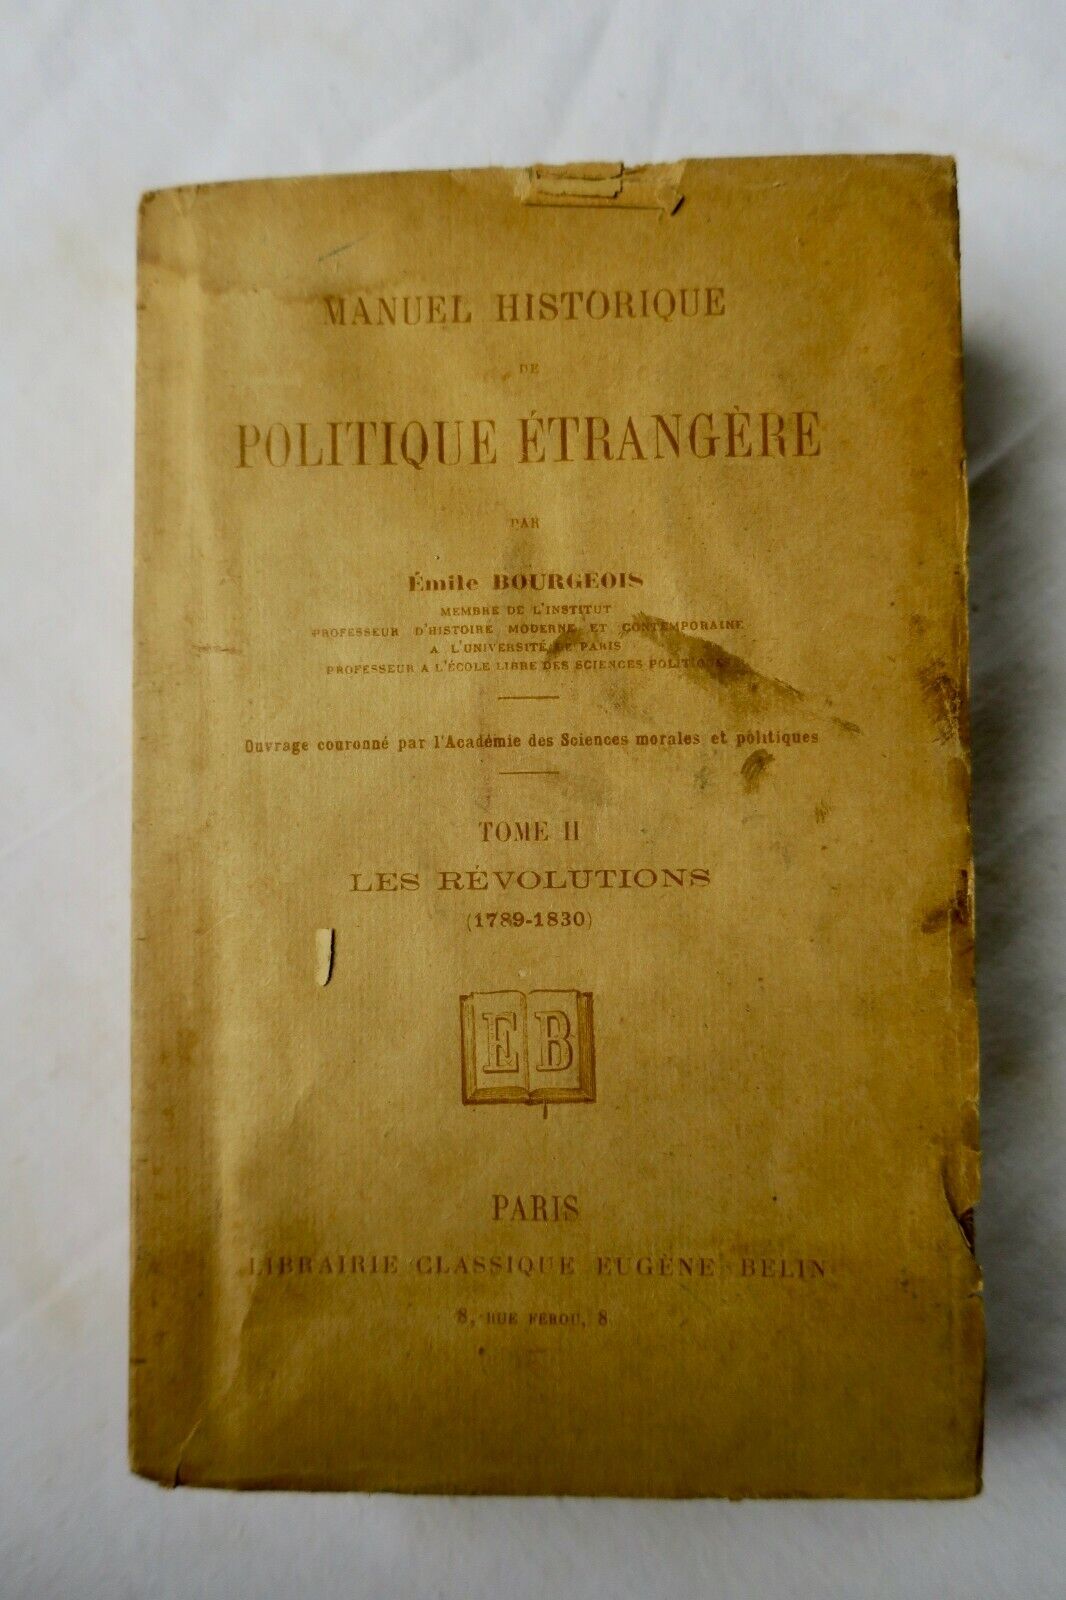 MANUEL HISTORIQUE
DE
POLITIQUE ÉTRANGÈRE
PAR
Émile BOURGEOIS
MEMBRE DE L'INSTITUT
PROFESSEUR D'HISTOIRE MODERNE ET CONTEMPORAINE
A L'UNIVERSITÉ DE PARIS
PROFESSEUR A L'ÉCOLE LIBRE DES SCIENCES POLITIQUES
Ouvrage couronné par l'Académie des Sciences morales et politiques
TOME II
LES RÉVOLUTIONS
(1789-1830)
E B
PARIS
LIBRAIRIE CLASSIQUE EUGÈNE BELIN
8, RUE FEROU, 8